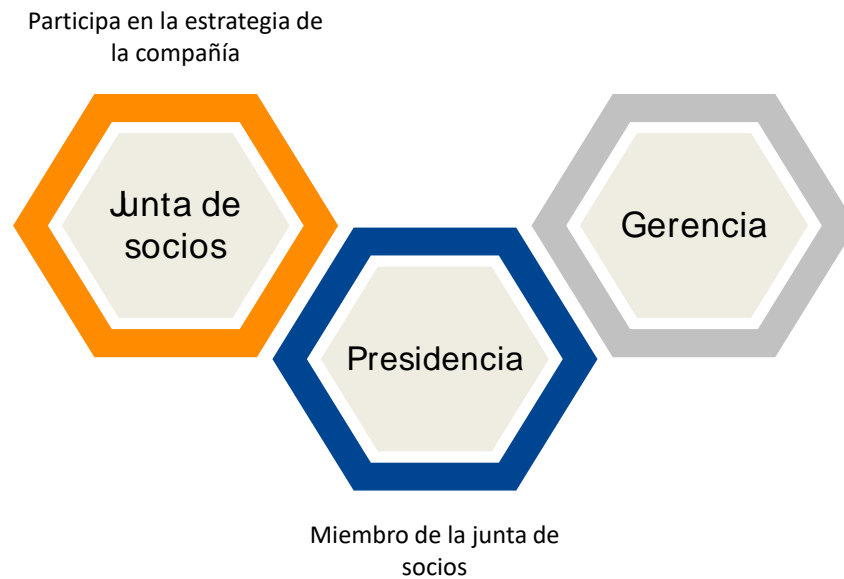 Participa en la estrategia de
la compañía
Junta de
socios
Gerencia
Presidencia
Miembro de la junta de
socios